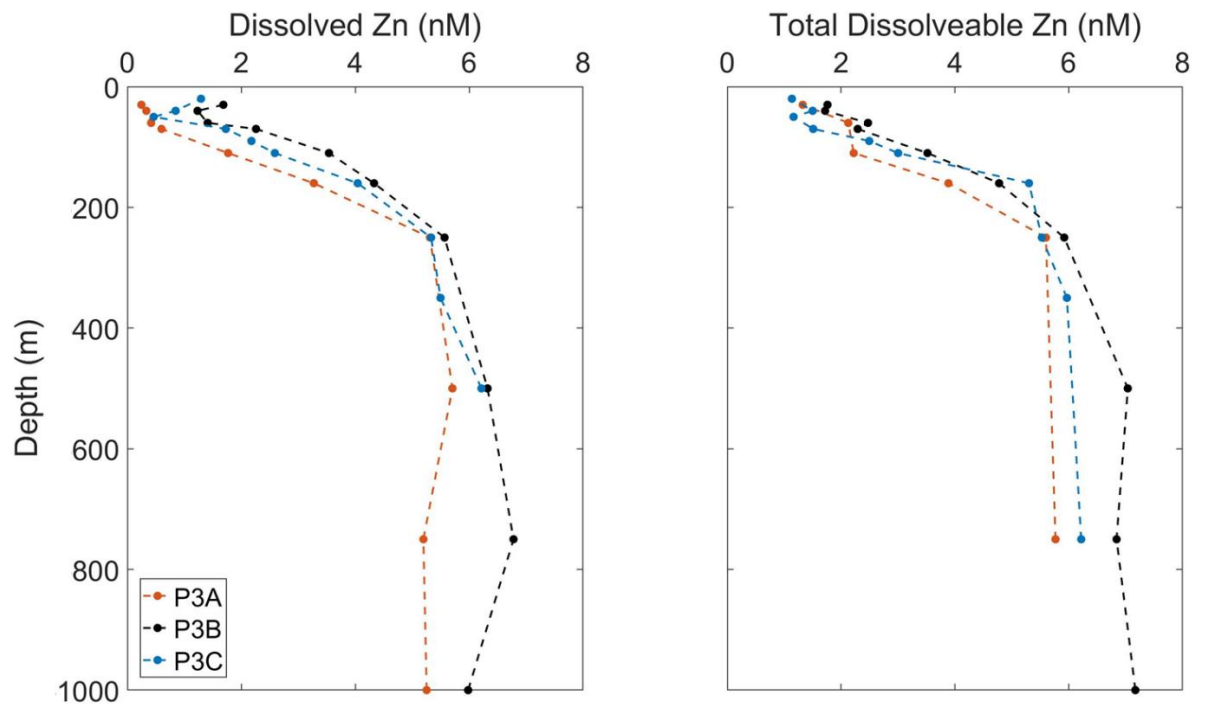 Dissolved Zn (nM)
Total Dissolveable Zn (nM)
0 2 4 6 8
0 2 4 6 8
0
200
400
600
800
1000
Depth (m)
P3A
P3B
P3C